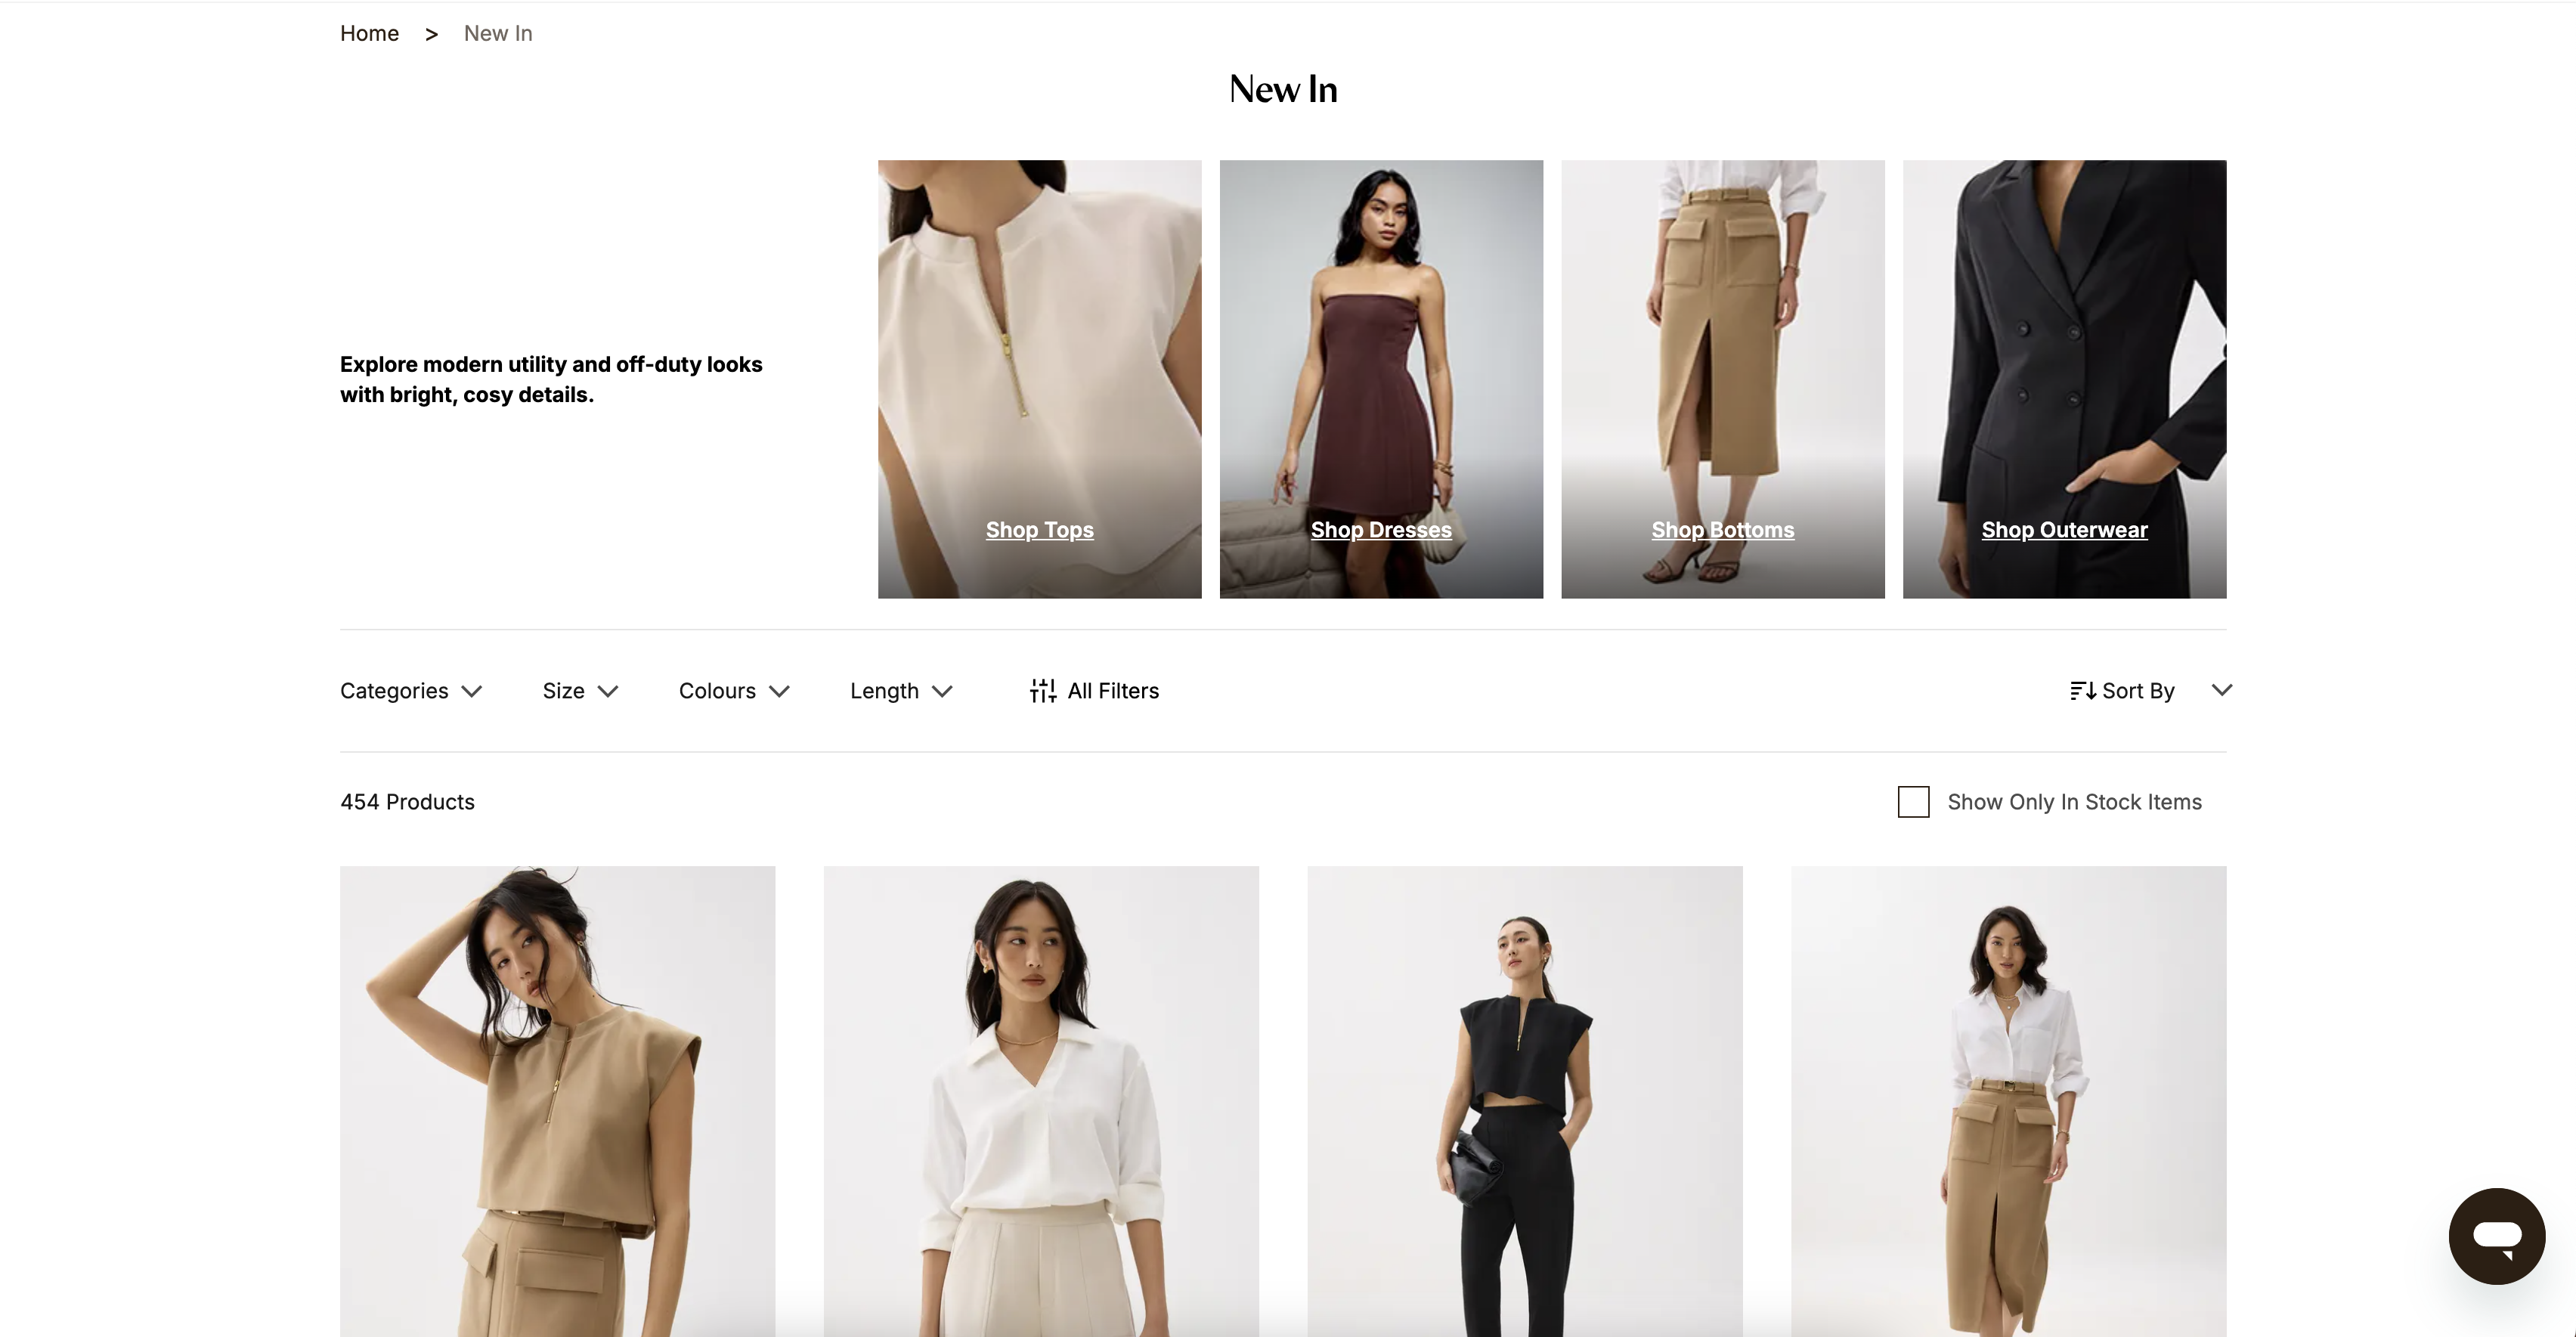 Home > New In
New In
Explore modern utility and off-duty looks
with bright, cosy details.
Shop Tops
Shop Dresses
Shop Bottoms
Shop Outerwear
Categories
Size
Colours
Length
All Filters
Sort By
454 Products
Show Only In Stock Items